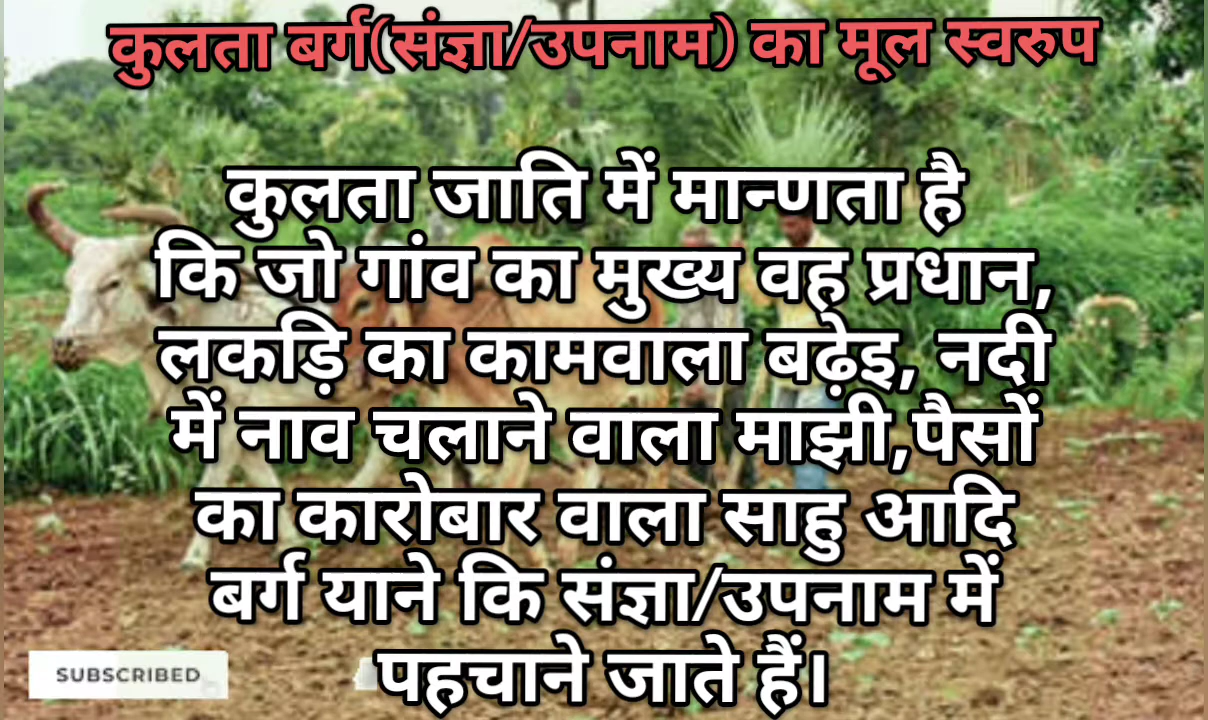 कुलता बर्ग(संज्ञा/उपनाम) का मूल स्वरुप
कुलता जाति में मान्णता है
कि जो गांव का मुख्य वह प्रधान,
लकड़ि का कामवाला बढ़ेइ, नदी
में नाव चलाने वाला माझी,पैसों
का कारोबार वाला साहु आदि
बर्ग याने कि संज्ञा/उपनाम में
पहचाने जाते हैं।
SUBSCRIBED